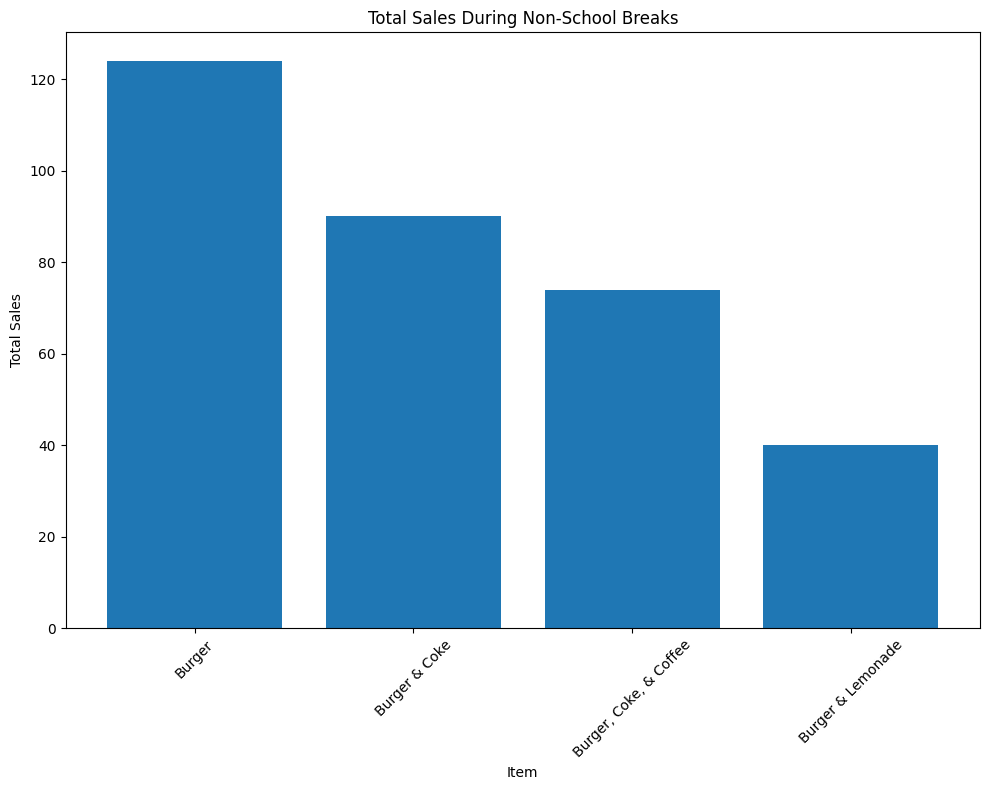 Total Sales During Non-School Breaks
Total Sales
120
100
80
60
40
20
0
Burger
Burger & Coke
Burger, Coke, & Coffee
Burger & Lemonade
Item